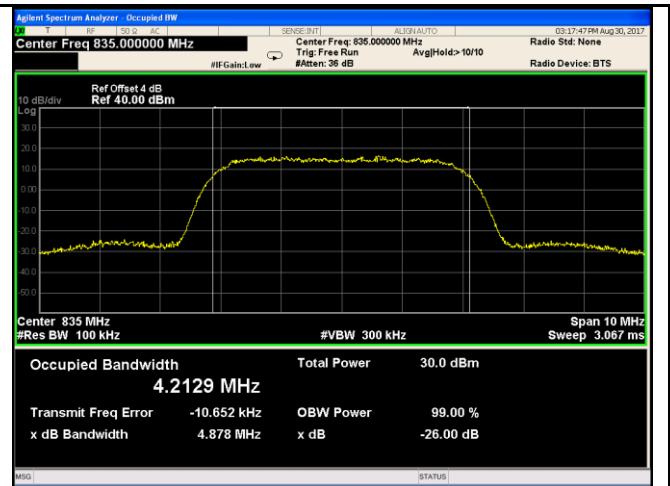 Agilent Spectrum Analyzer - Occupied BW
T RF 50 Ω AC SENSE:INT ALIGN AUTO 03:17:47 PM Aug 30, 2017
Center Freq 835.000000 MHz Center Freq: 835.000000 MHz Radio Std: None
Trig: Free Run Avg|Hold:> 10/10
#IFGain:Low #Atten: 36 dB Radio Device: BTS
Ref Offset 4 dB
10 dB/div Ref 40.00 dBm
Log
30.0
20.0
10.0
0.00
-10.0
-20.0
-30.0
-40.0
-50.0
Center 835 MHz Span 10 MHz
#Res BW 100 kHz #VBW 300 kHz Sweep 3.067 ms
Occupied Bandwidth Total Power 30.0 dBm
4.2129 MHz
Transmit Freq Error -10.652 kHz OBW Power 99.00 %
x dB Bandwidth 4.878 MHz x dB -26.00 dB
MSG STATUS